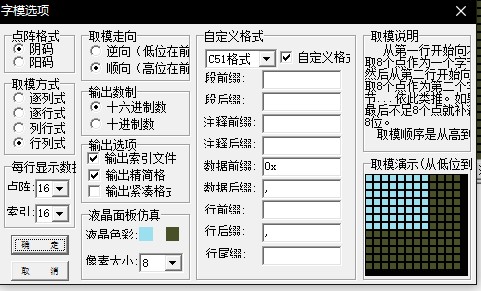 字模选项
点阵格式
阴码
阳码
取模方式
逐列式
逐行式
列行式
行列式
每行显示数据
点阵: 16
索引: 16
确 定
取 消
取模走向
逆向（低位在前
顺向（高位在前
输出数制
十六进制数
十进制数
输出选项
输出索引文件
输出精简格
输出紧凑格式
液晶面板仿真
液晶色彩:
像素大小: 8
自定义格式
C51格式
自定义格式
段前缀:
段后缀:
注释前缀:
注释后缀:
数据前缀: 0x
数据后缀: ,
行前缀:
行后缀: ,
行尾缀:
取模说明
从第一行开始向
取8个点作为一个字节
然后从第二行开始向
取8个点作为第二个字
节...依此类推。如果
最后不足8个点就补
8位。
取模顺序是从高到
取模演示(从低位到